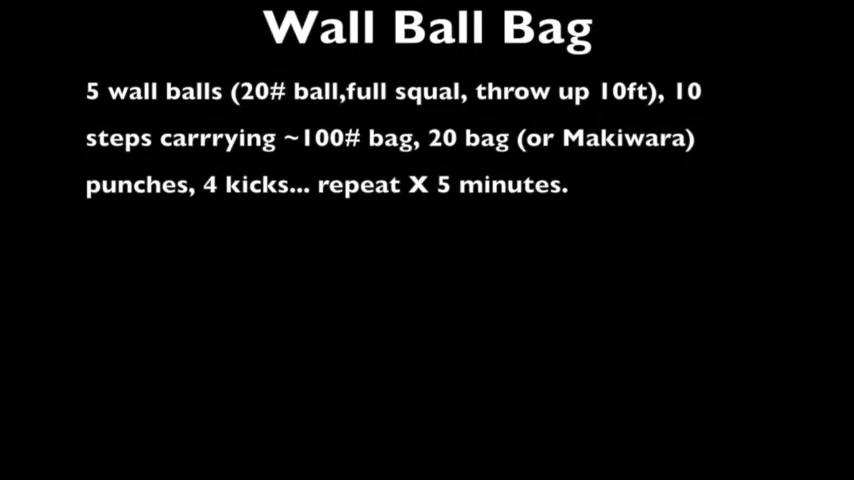 Wall Ball Bag
5 wall balls (20# ball,full squal, throw up 10ft), 10
steps carrrying ~100# bag, 20 bag (or Makiwara)
punches, 4 kicks... repeat X 5 minutes.